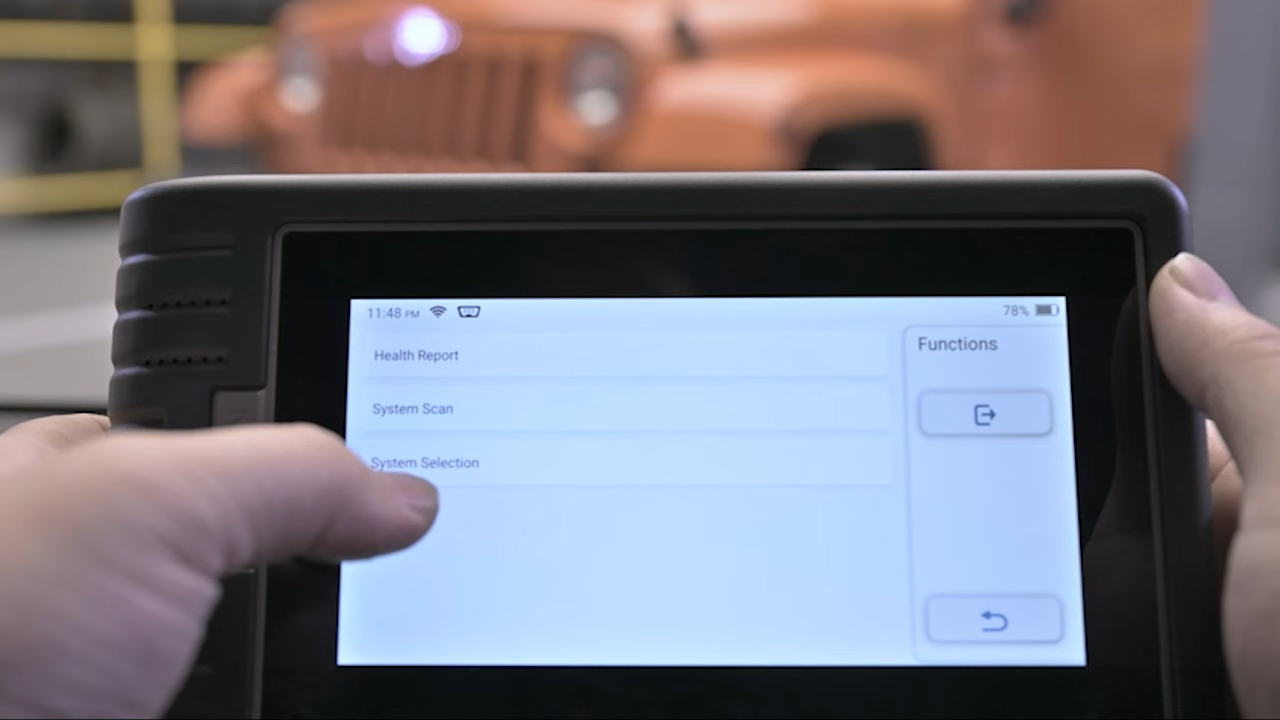 11:48 PM
78%
Health Report
System Scan
System Selection
Functions